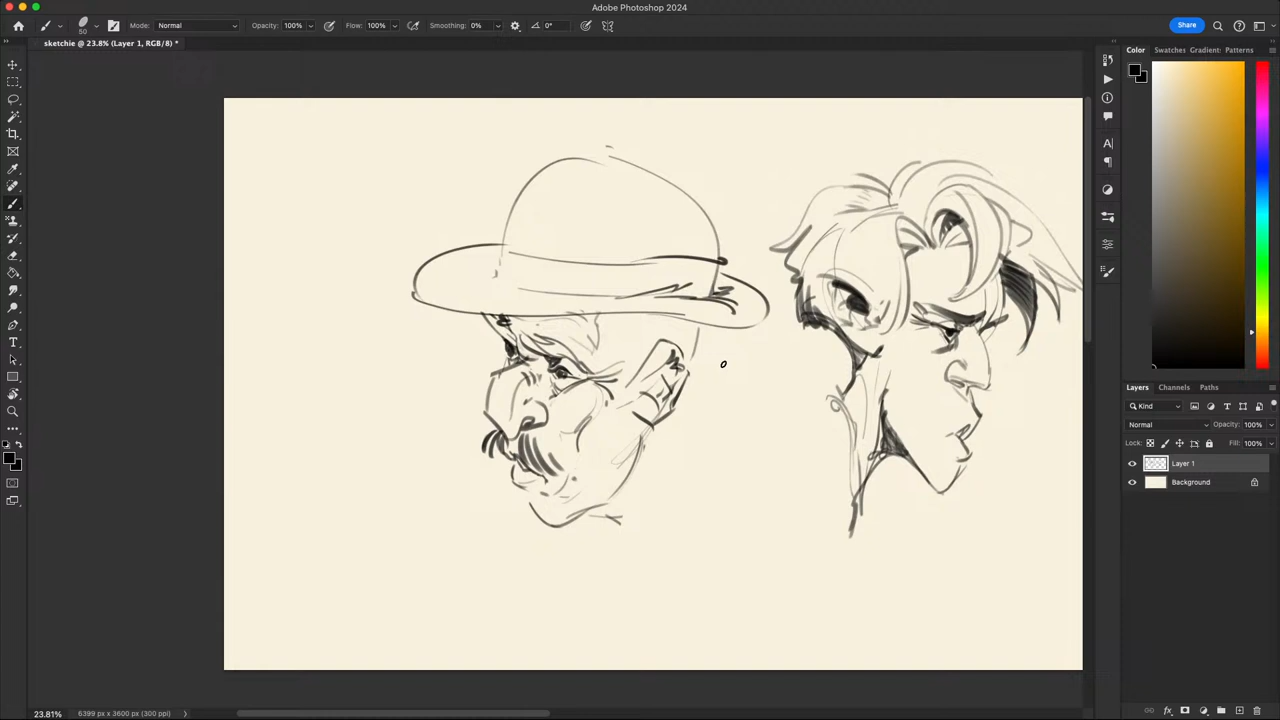 Adobe Photoshop 2024
50
Mode: Normal
Opacity: 100%
Flow: 100%
Smoothing: 0%
0°
Share
sketchie @ 23.8% (Layer 1, RGB/8) *
Color
Swatches
Gradient:
Patterns
Layers
Channels
Paths
Kind
Normal
Opacity: 100%
Lock:
Fill: 100%
Layer 1
Background
23.81%
6399 px x 3600 px (300 ppi)